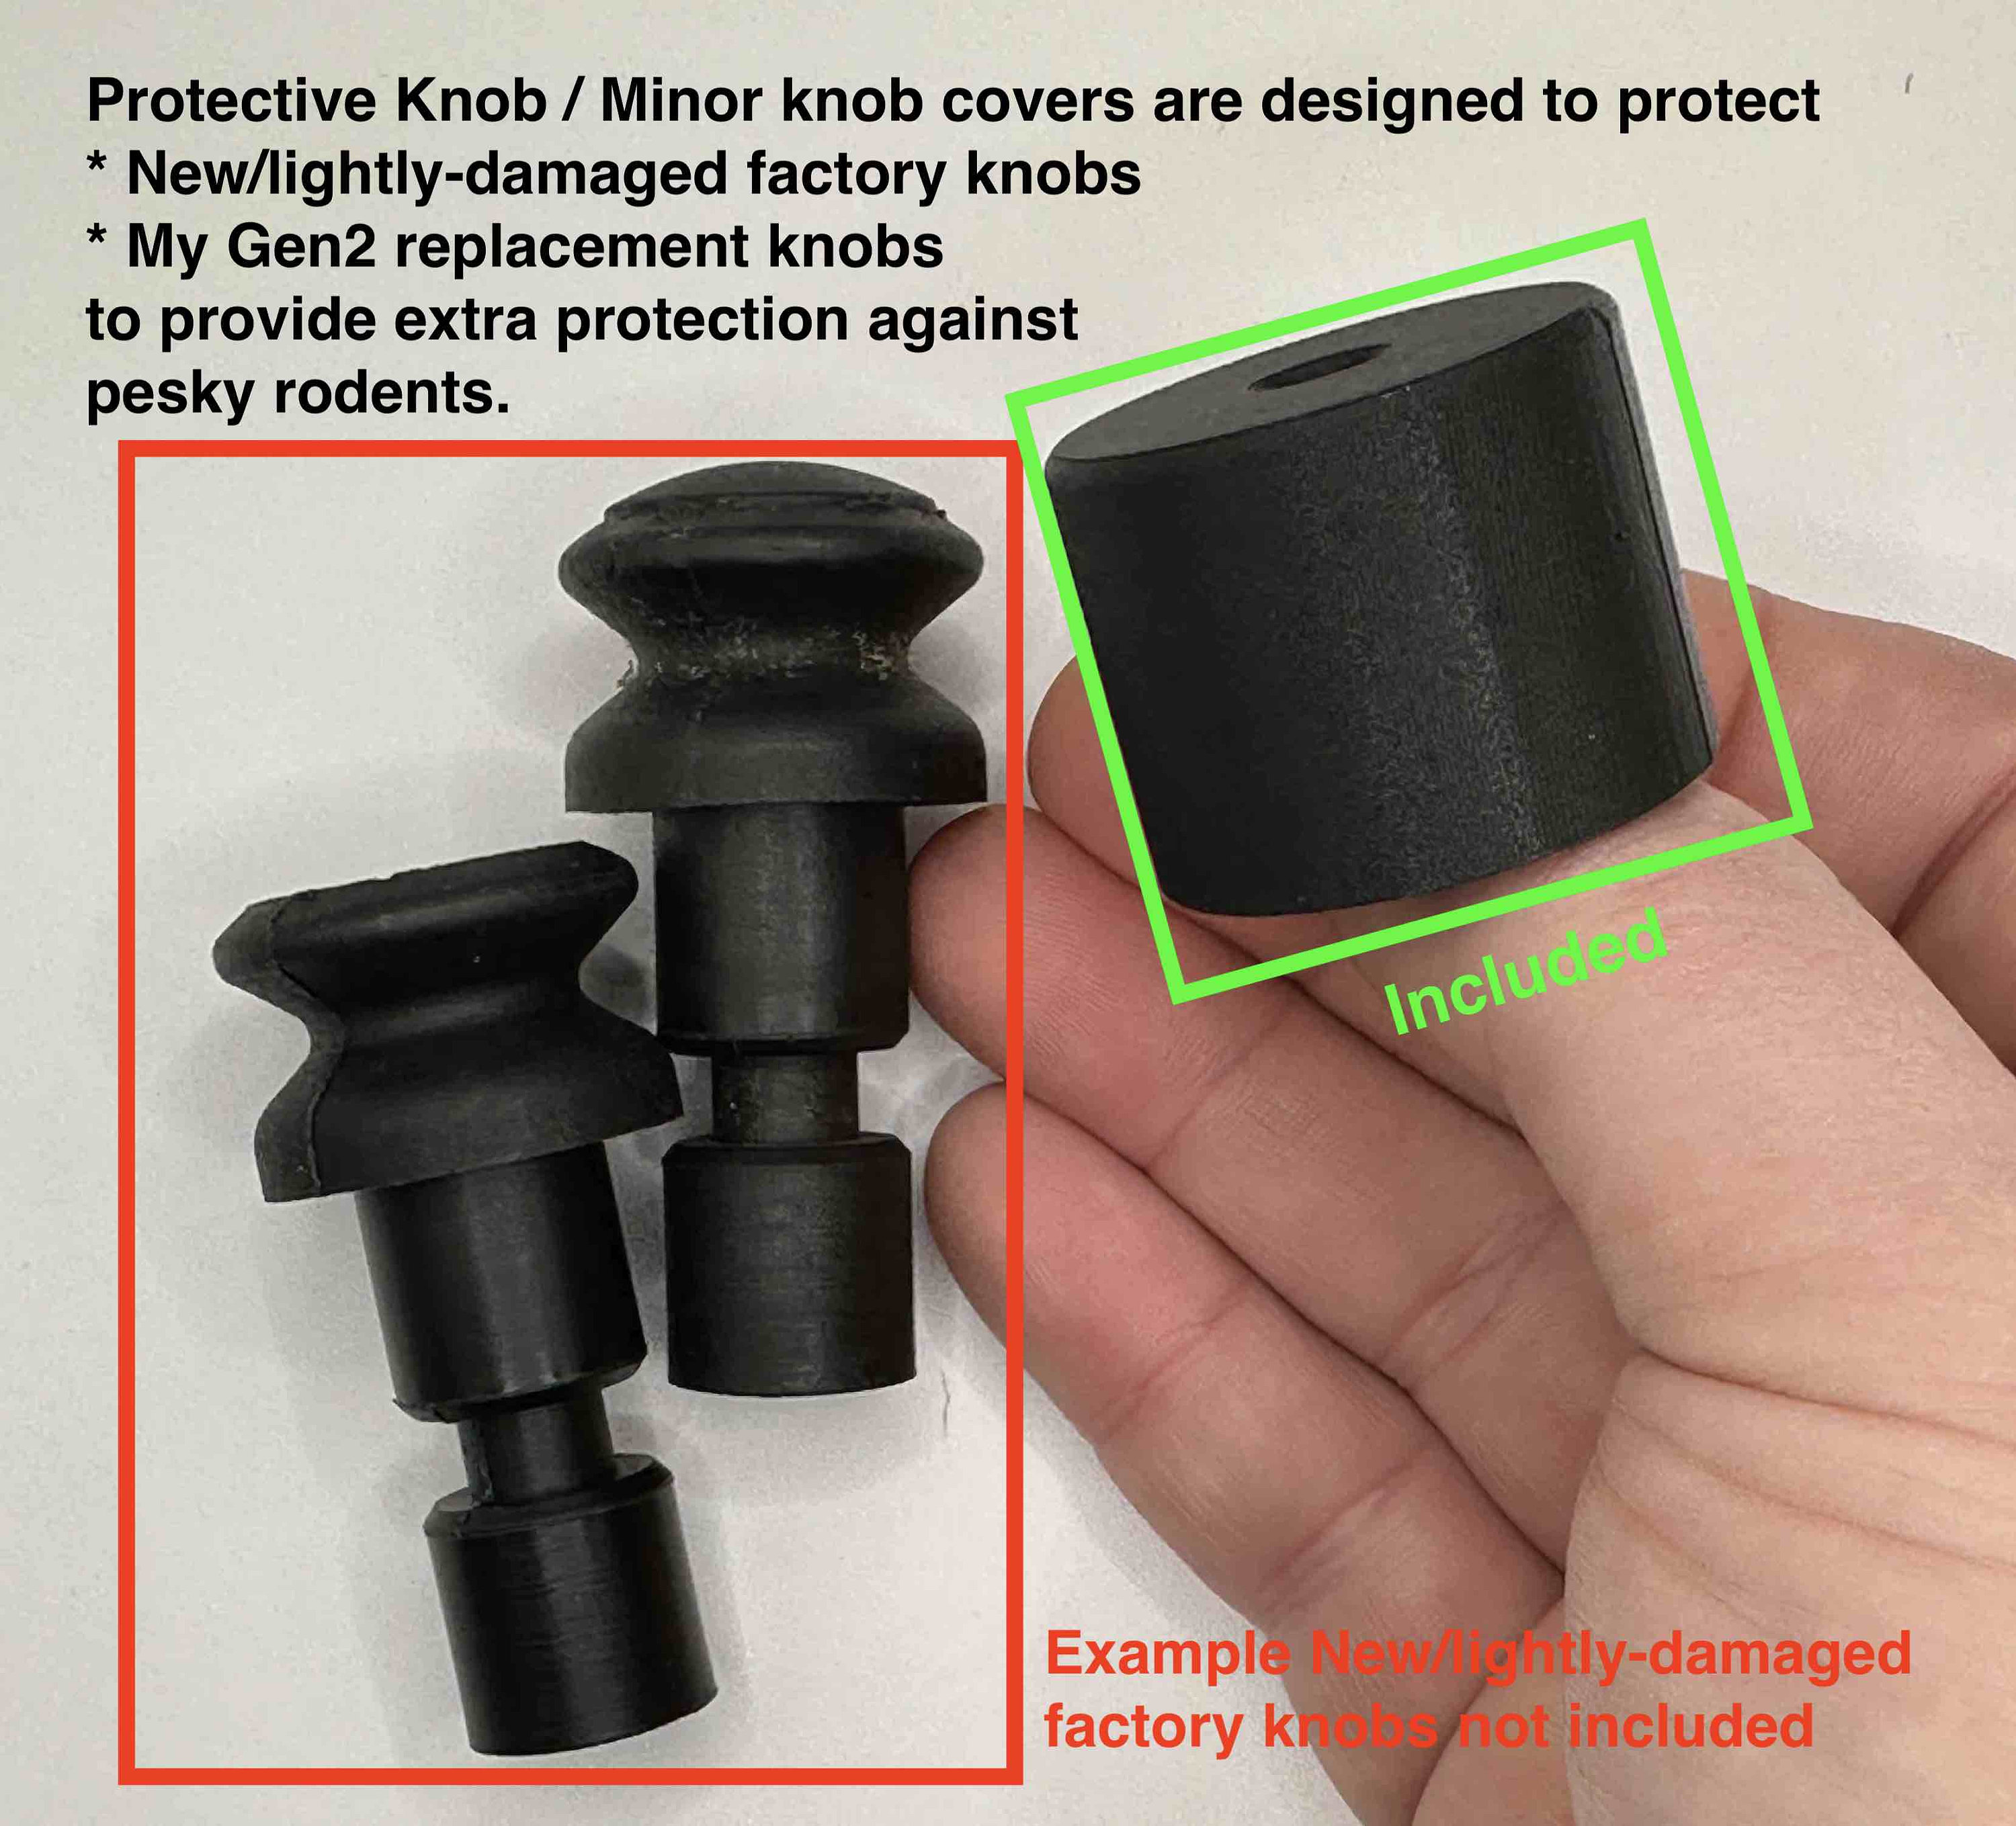 Protective Knob / Minor knob covers are designed to protect
* New/lightly-damaged factory knobs
* My Gen2 replacement knobs
to provide extra protection against
pesky rodents.
Included
Example New/lightly-damaged
factory knobs not included